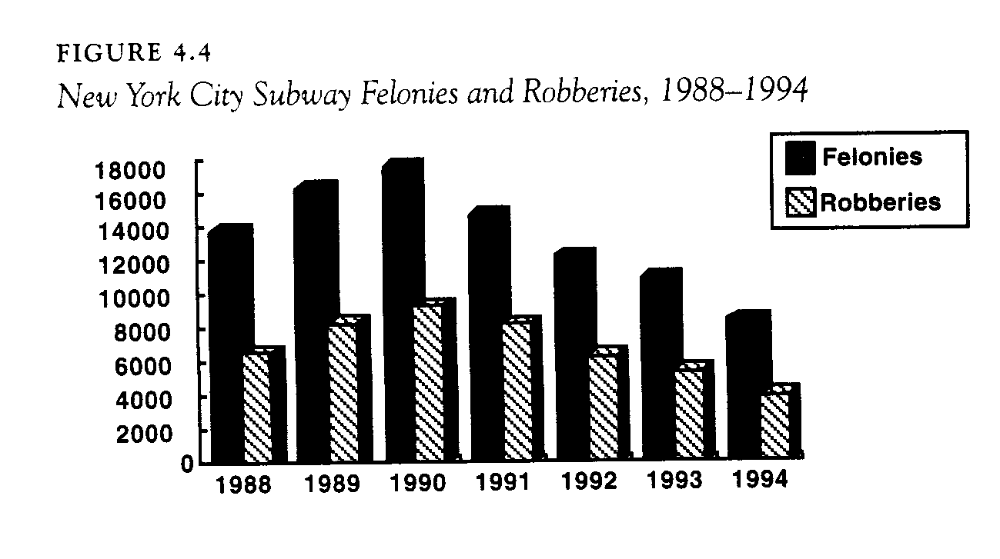 FIGURE 4.4
New York City Subway Felonies and Robberies, 1988–1994
Felonies
Robberies
18000
16000
14000
12000
10000
8000
6000
4000
2000
0
1988 1989 1990 1991 1992 1993 1994